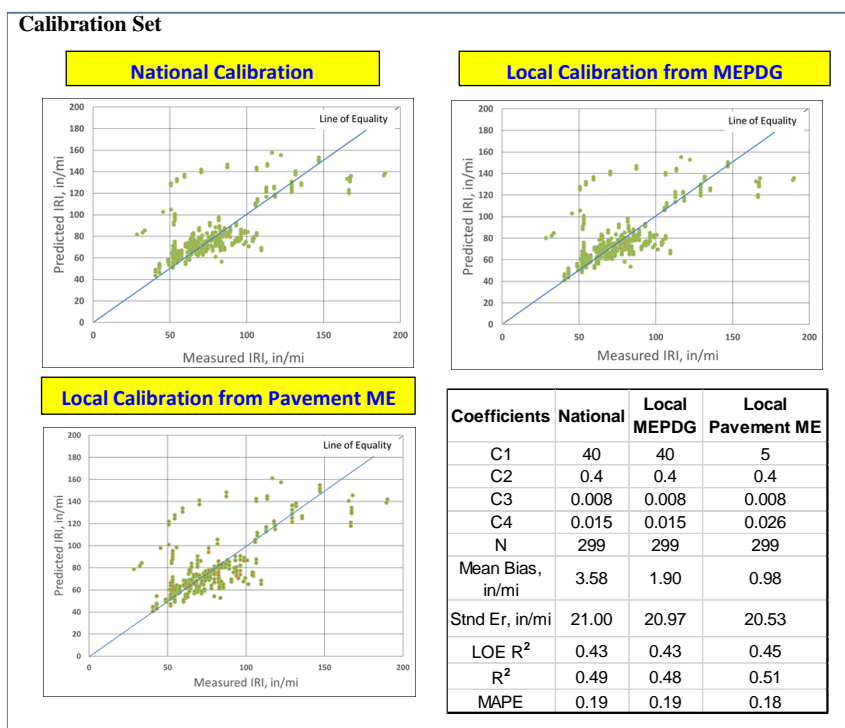 Calibration Set
National Calibration
200
180
160
140
120
100
80
60
40
20
0
0 50 100 150 200
Line of Equality
Predicted IRI, in/mi
Measured IRI, in/mi
Local Calibration from MEPDG
200
180
160
140
120
100
80
60
40
20
0
0 50 100 150 200
Line of Equality
Predicted IRI, in/mi
Measured IRI, in/mi
Local Calibration from Pavement ME
200
180
160
140
120
100
80
60
40
20
0
0 50 100 150 200
Line of Equality
Predicted IRI, in/mi
Measured IRI, in/mi
Coefficients National Local MEPDG Local Pavement ME
C1 40 40 5
C2 0.4 0.4 0.4
C3 0.008 0.008 0.008
C4 0.015 0.015 0.026
N 299 299 299
Mean Bias, in/mi 3.58 1.90 0.98
Stnd Er, in/mi 21.00 20.97 20.53
LOE R² 0.43 0.43 0.45
R² 0.49 0.48 0.51
MAPE 0.19 0.19 0.18